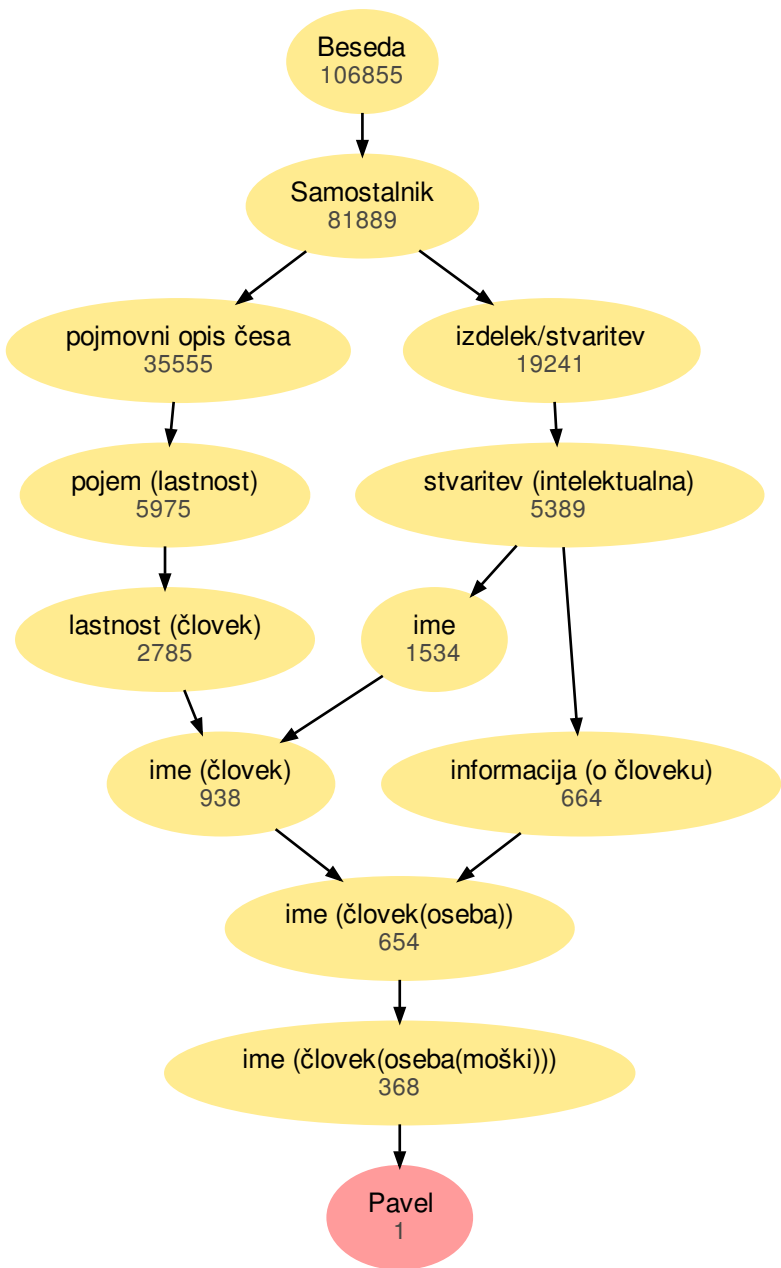 Beseda
106855
Samostalnik
81889
pojmovni opis česa
35555
izdelek/stvaritev
19241
pojem (lastnost)
5975
stvaritev (intelektualna)
5389
lastnost (človek)
2785
ime
1534
ime (človek)
938
informacija (o človeku)
664
ime (človek(oseba))
654
ime (človek(oseba(moški)))
368
Pavel
1